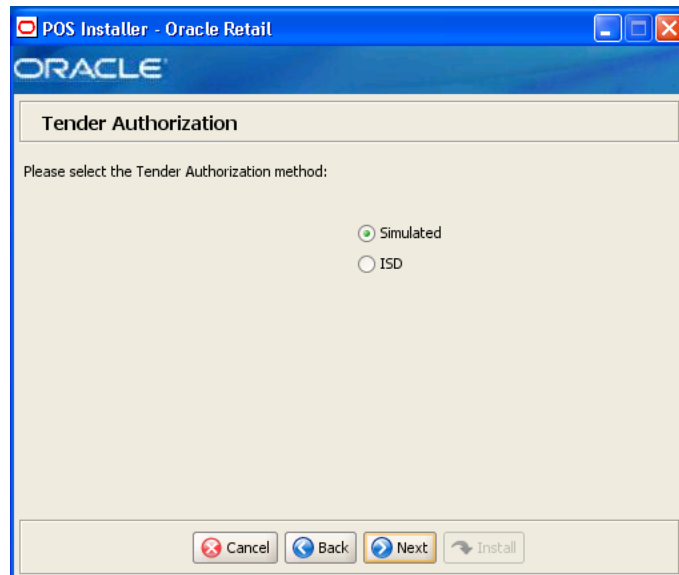 POS Installer - Oracle Retail
ORACLE
Tender Authorization
Please select the Tender Authorization method:
Simulated
ISD
Cancel Back Next Install